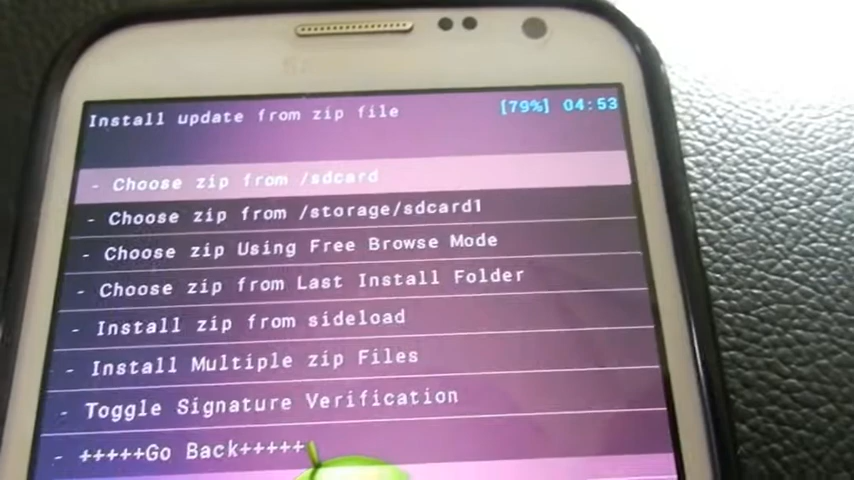 Install update from zip file [79%] 04:53
- Choose zip from /sdcard
- Choose zip from /storage/sdcard1
- Choose zip Using Free Browse Mode
- Choose zip from Last Install Folder
- Install zip from sideload
- Install Multiple zip Files
- Toggle Signature Verification
- +++++Go Back+++++